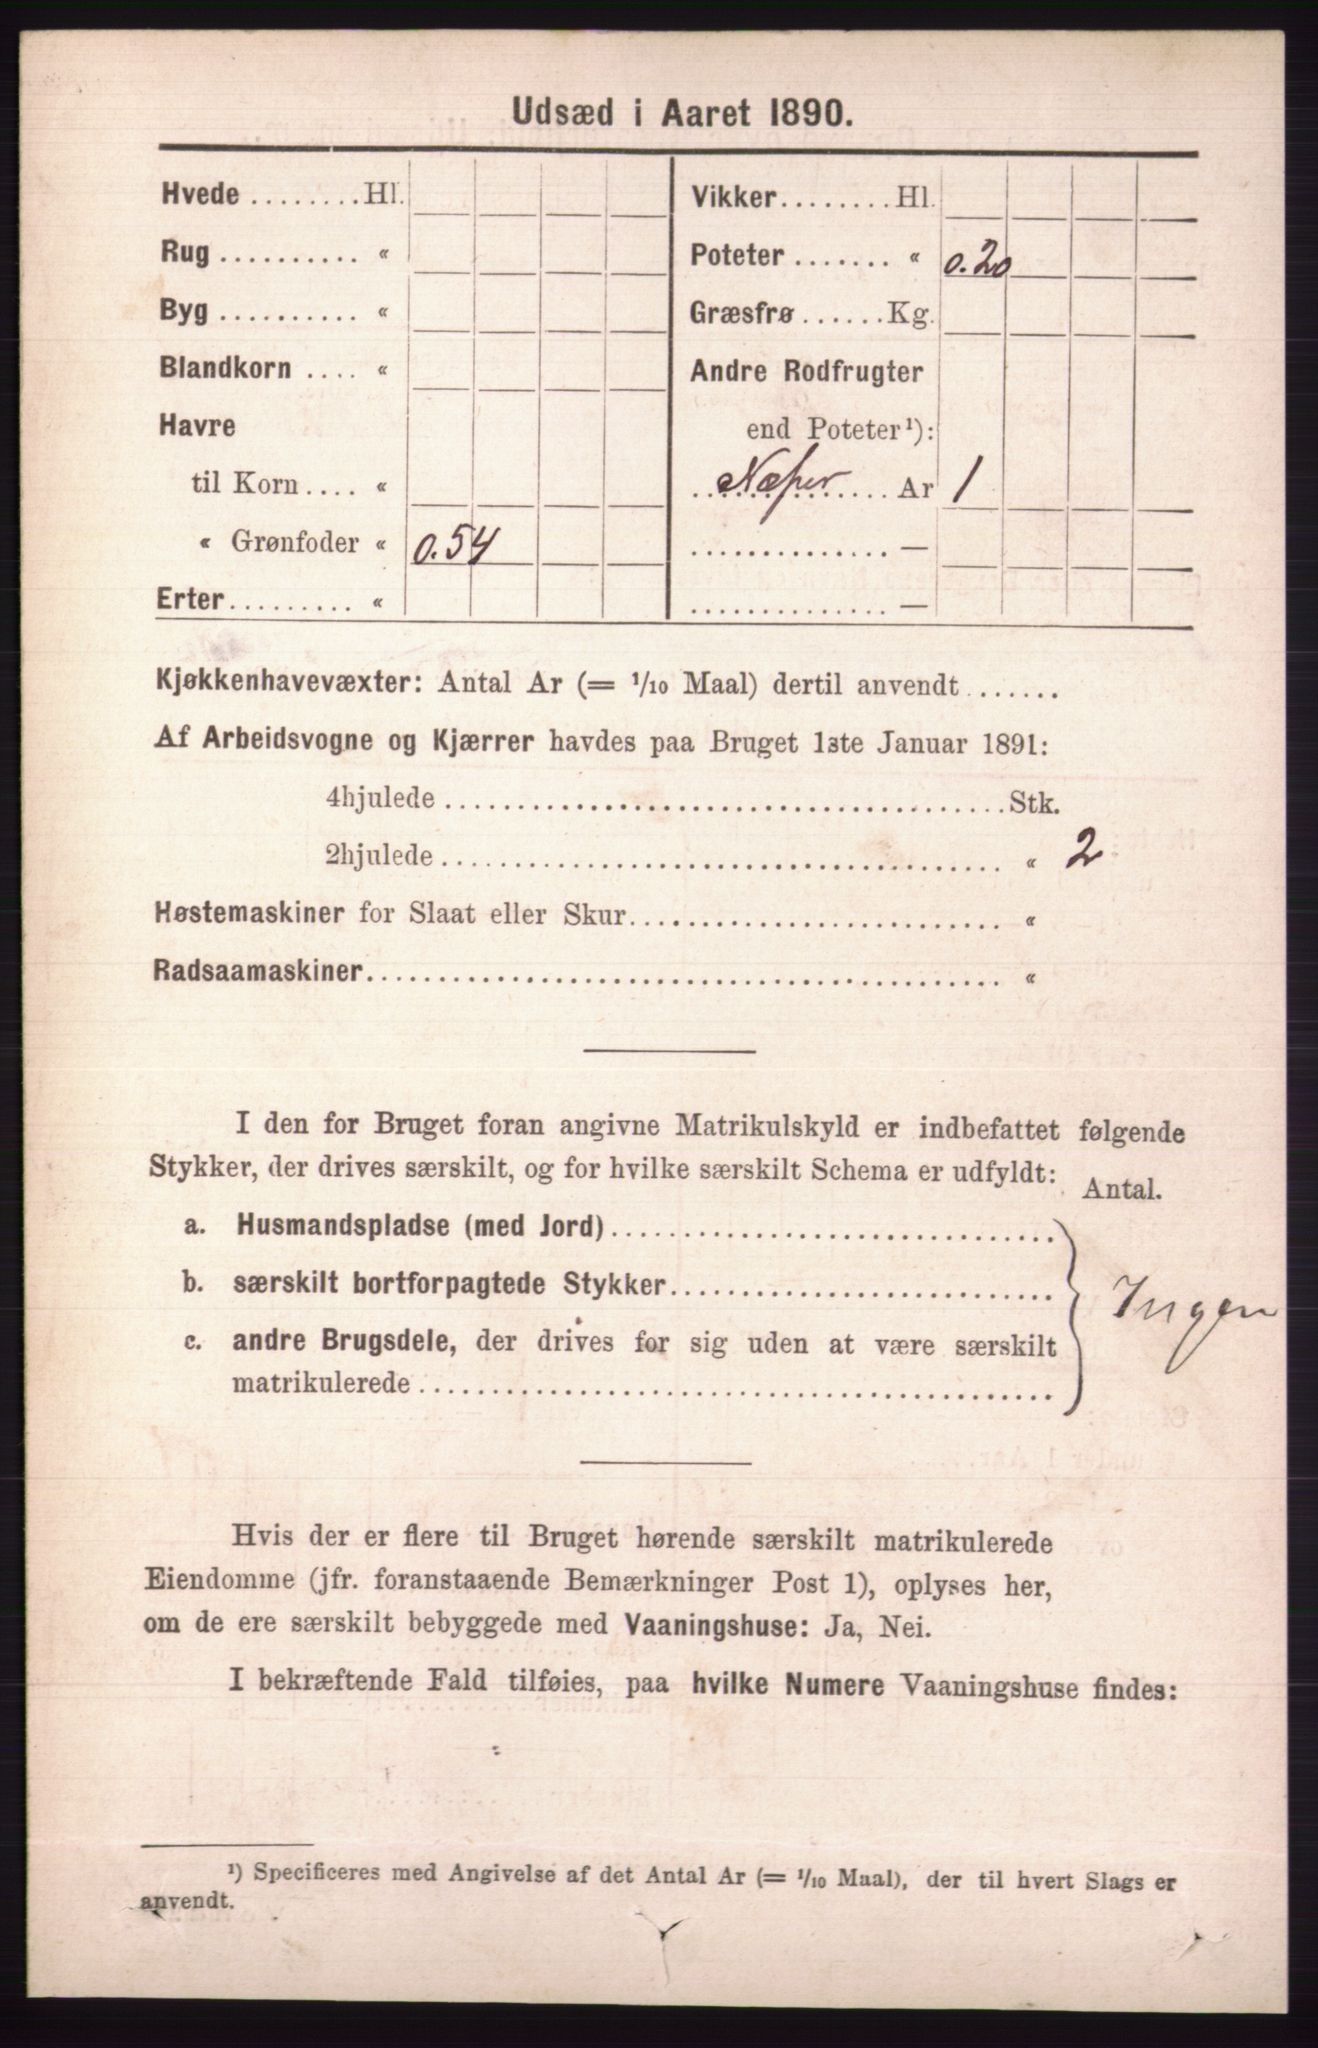 Udsæd i Aaret 1890.
Hvede ........ Hl.
Rug .......... “
Byg .......... “
Blandkorn .... “
Havre
til Korn .... “
“ Grønfoder “ 0.54
Erter ......... “
Vikker ........ Hl.
Poteter ....... “ 0.20
Græsfrø ...... Kg.
Andre Rodfrugter
end Poteter¹):
Næper Ar 1
.............. —
.............. —
Kjøkkenhavevæxter: Antal Ar (= 1/10 Maal) dertil anvendt .......
Af Arbeidsvogne og Kjærrer havdes paa Bruget 1ste Januar 1891:
4hjulede ........................................ Stk.
2hjulede ........................................ “ 2
Høstemaskiner for Slaat eller Skur........................... “
Radsaamaskiner............................................. “
I den for Bruget foran angivne Matrikulskyld er indbefattet følgende
Stykker, der drives særskilt, og for hvilke særskilt Schema er udfyldt: Antal.
a. Husmandspladse (med Jord)................................
b. særskilt bortforpagtede Stykker............................ Ingen
c. andre Brugsdele, der drives for sig uden at være særskilt
matrikulerede ..............................................
Hvis der er flere til Bruget hørende særskilt matrikulerede
Eiendomme (jfr. foranstaaende Bemærkninger Post 1), oplyses her,
om de ere særskilt bebyggede med Vaaningshuse: Ja, Nei.
I bekræftende Fald tilføies, paa hvilke Numere Vaaningshuse findes:
¹) Specificeres med Angivelse af det Antal Ar (= 1/10 Maal), der til hvert Slags er
anvendt.